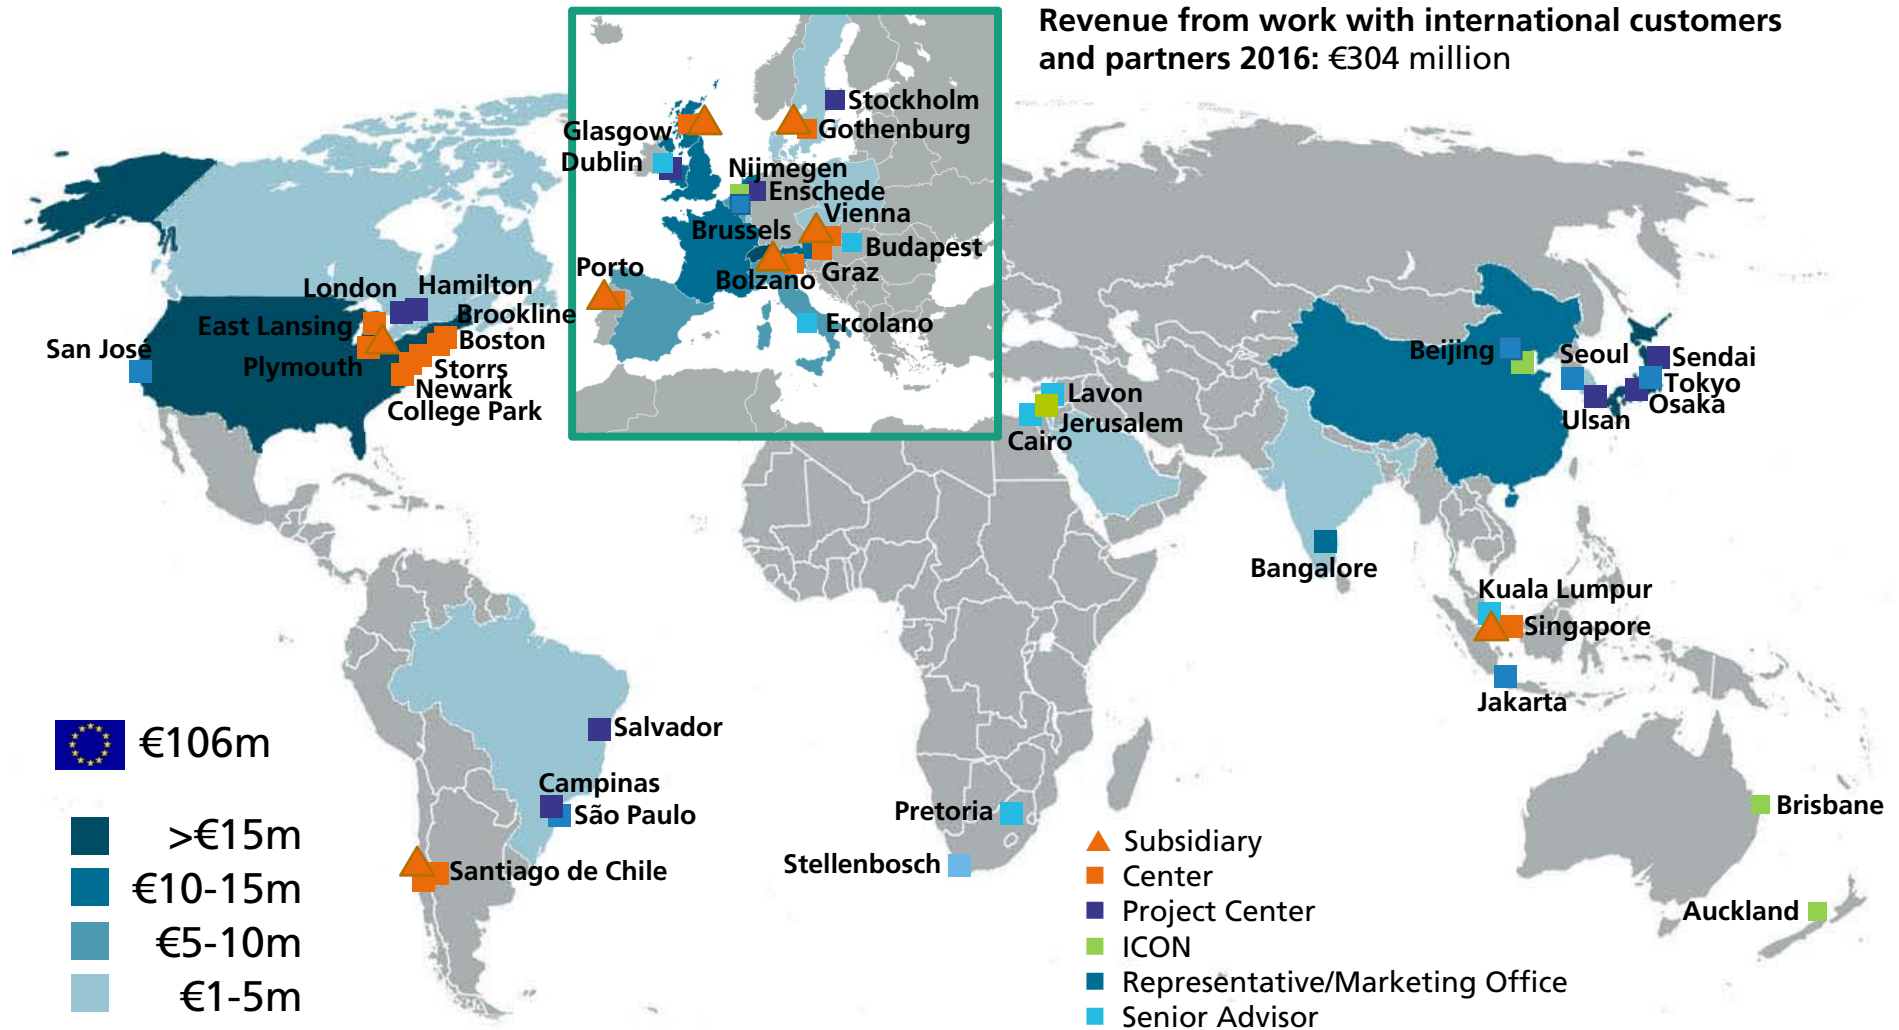 Revenue from work with international customers
and partners 2016: €304 million
Stockholm
Glasgow
Gothenburg
Dublin
Nijmegen
Enschede
Vienna
Brussels
Budapest
Porto
Bolzano
Graz
Ercolano
London
Hamilton
East Lansing
Brookline
San José
Boston
Plymouth
Storrs
Newark
College Park
Beijing
Seoul
Sendai
Tokyo
Osaka
Ulsan
Lavon
Jerusalem
Cairo
Bangalore
Kuala Lumpur
Singapore
Jakarta
Salvador
Campinas
São Paulo
Santiago de Chile
Pretoria
Stellenbosch
Brisbane
Auckland
€106m
>€15m
€10-15m
€5-10m
€1-5m
Subsidiary
Center
Project Center
ICON
Representative/Marketing Office
Senior Advisor